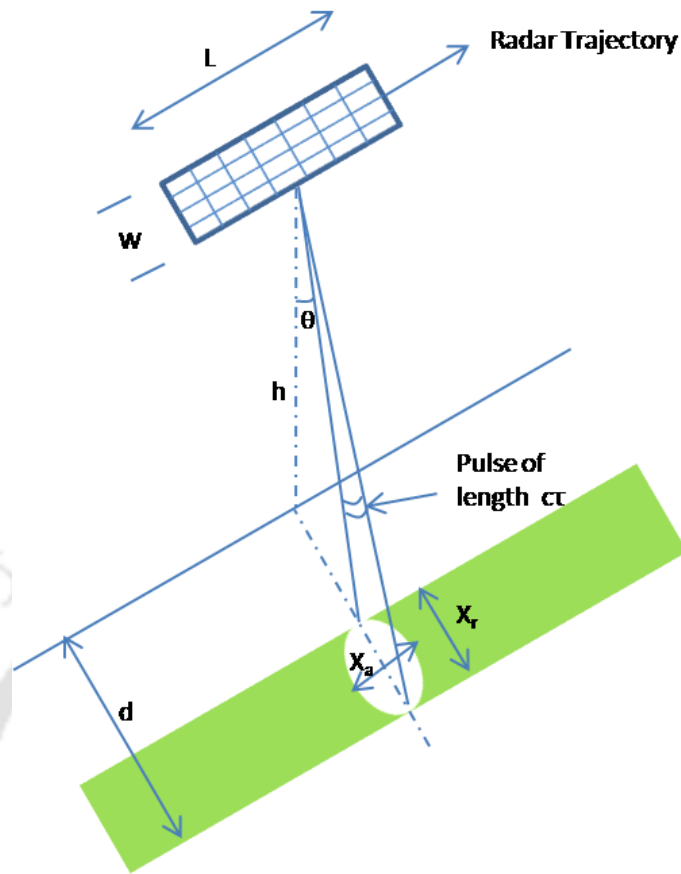 L
Radar Trajectory
W
θ
h
Pulse of
length cτ
Xr
Xa
d